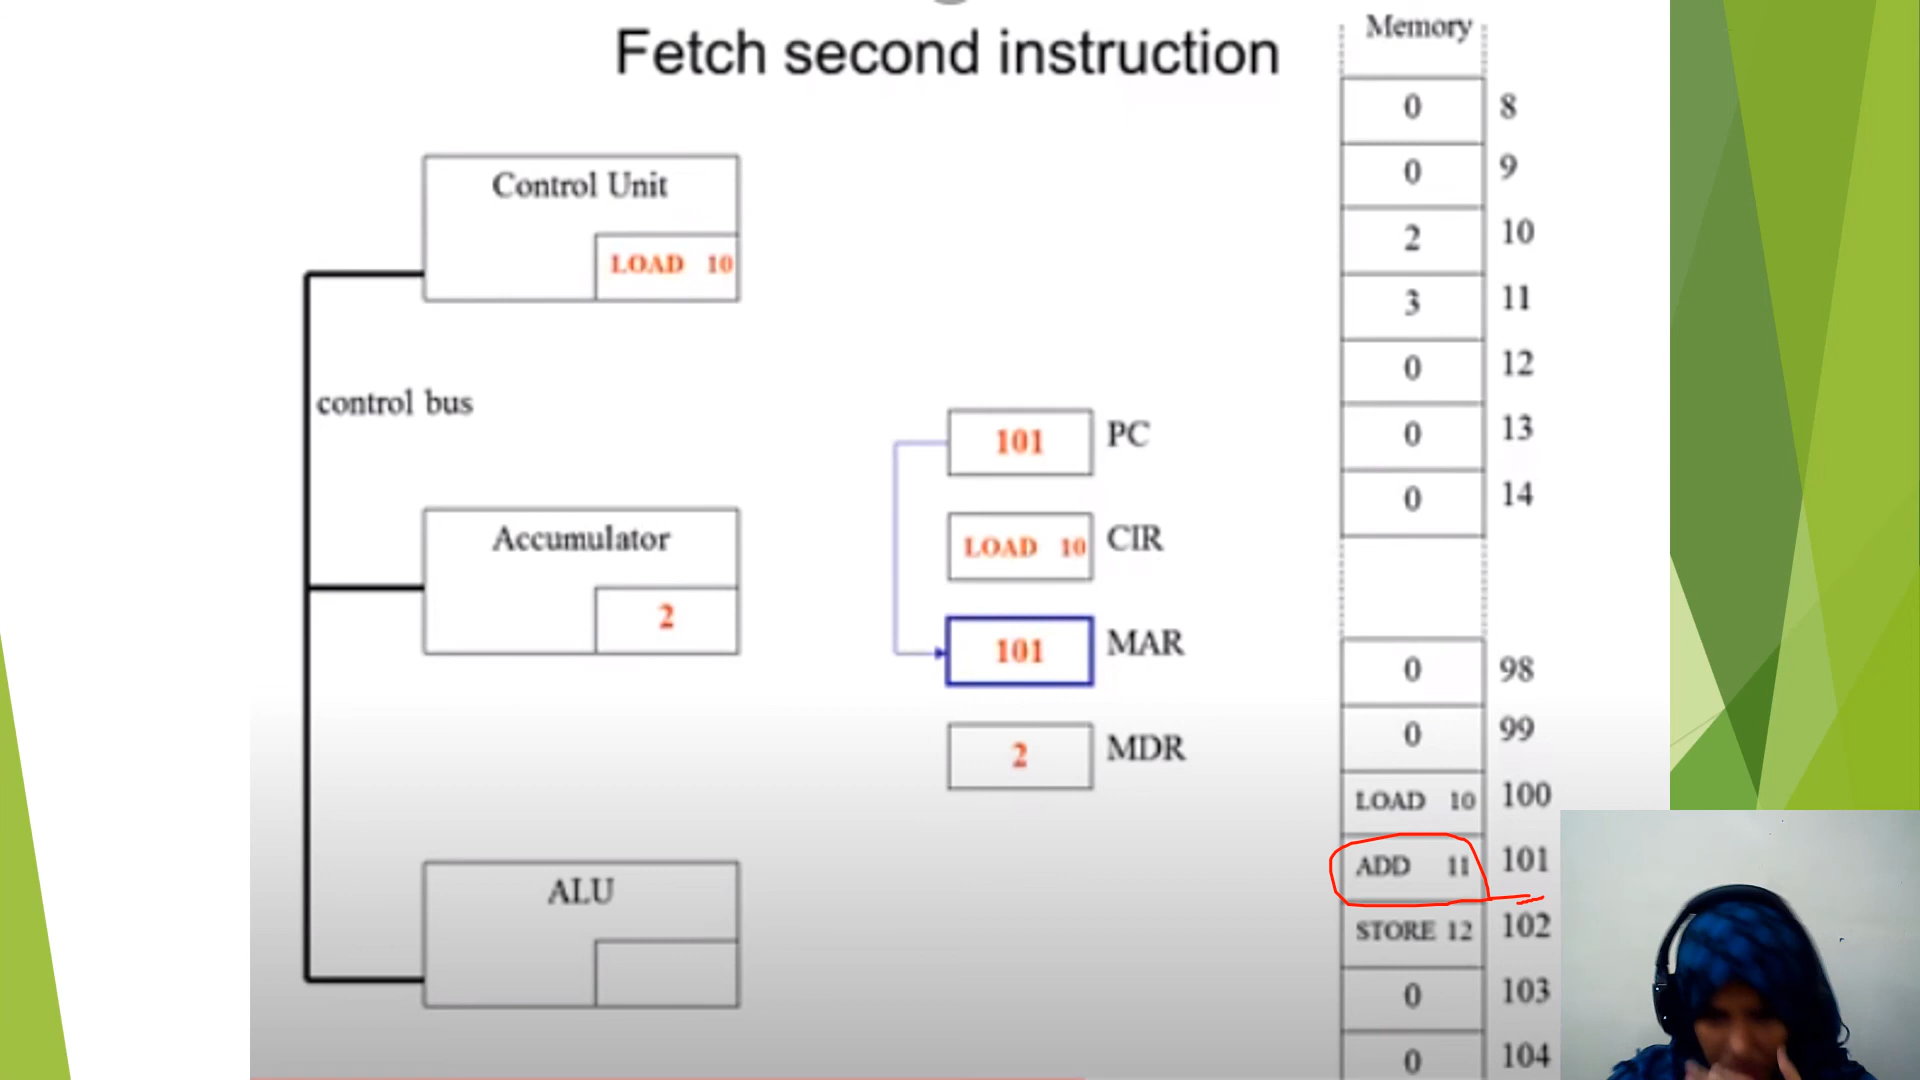 Fetch second instruction
Memory
0 8
0 9
2 10
3 11
0 12
0 13
0 14
0 98
0 99
LOAD 10 100
ADD 11 101
STORE 12 102
0 103
0 104
Control Unit
LOAD 10
control bus
Accumulator
2
ALU
101 PC
LOAD 10 CIR
101 MAR
2 MDR